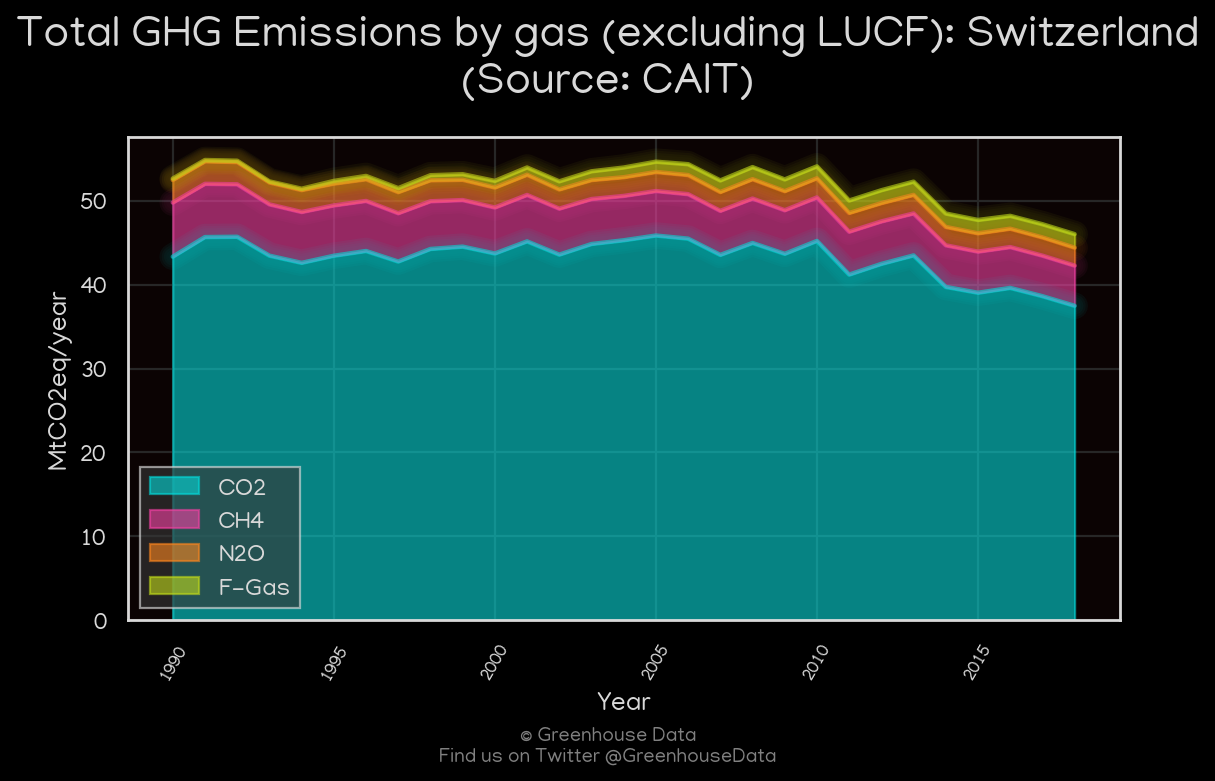 Total GHG Emissions by gas (excluding LUCF): Switzerland
(Source: CAIT)
MtCO2eq/year
50
40
30
20
10
0
CO2
CH4
N2O
F-Gas
1990
1995
2000
2005
2010
2015
Year
© Greenhouse Data
Find us on Twitter @GreenhouseData